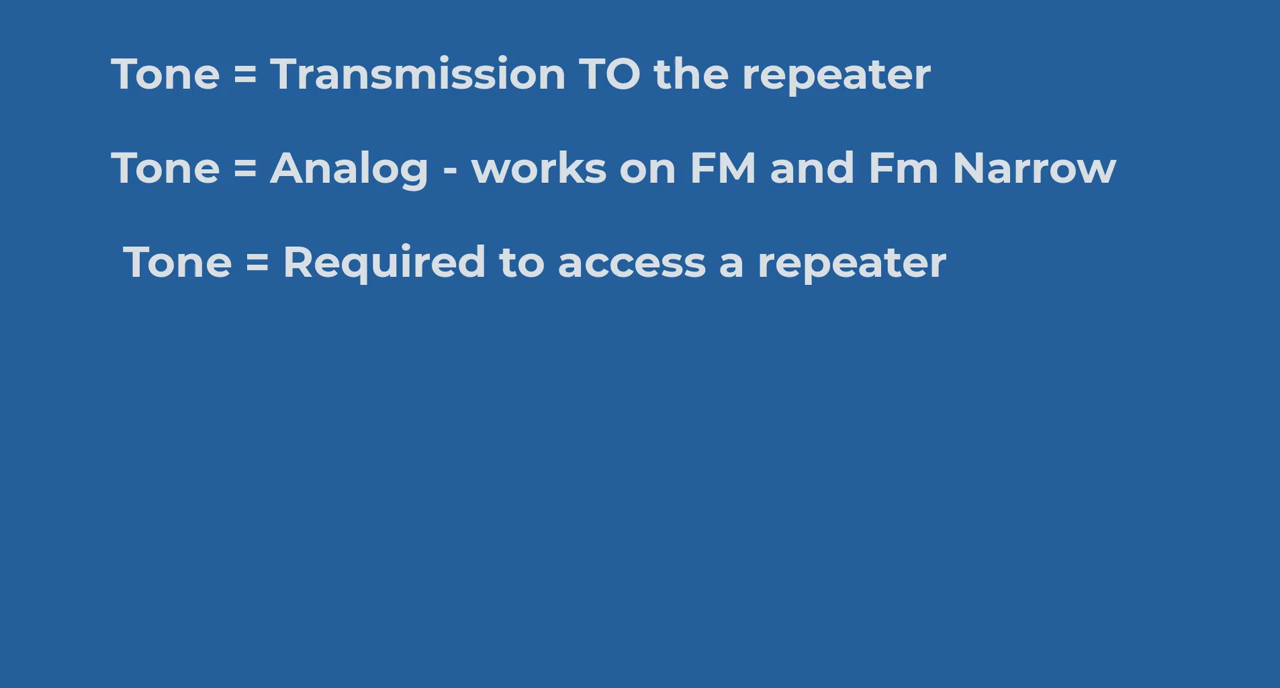 Tone = Transmission TO the repeater
Tone = Analog - works on FM and Fm Narrow
Tone = Required to access a repeater